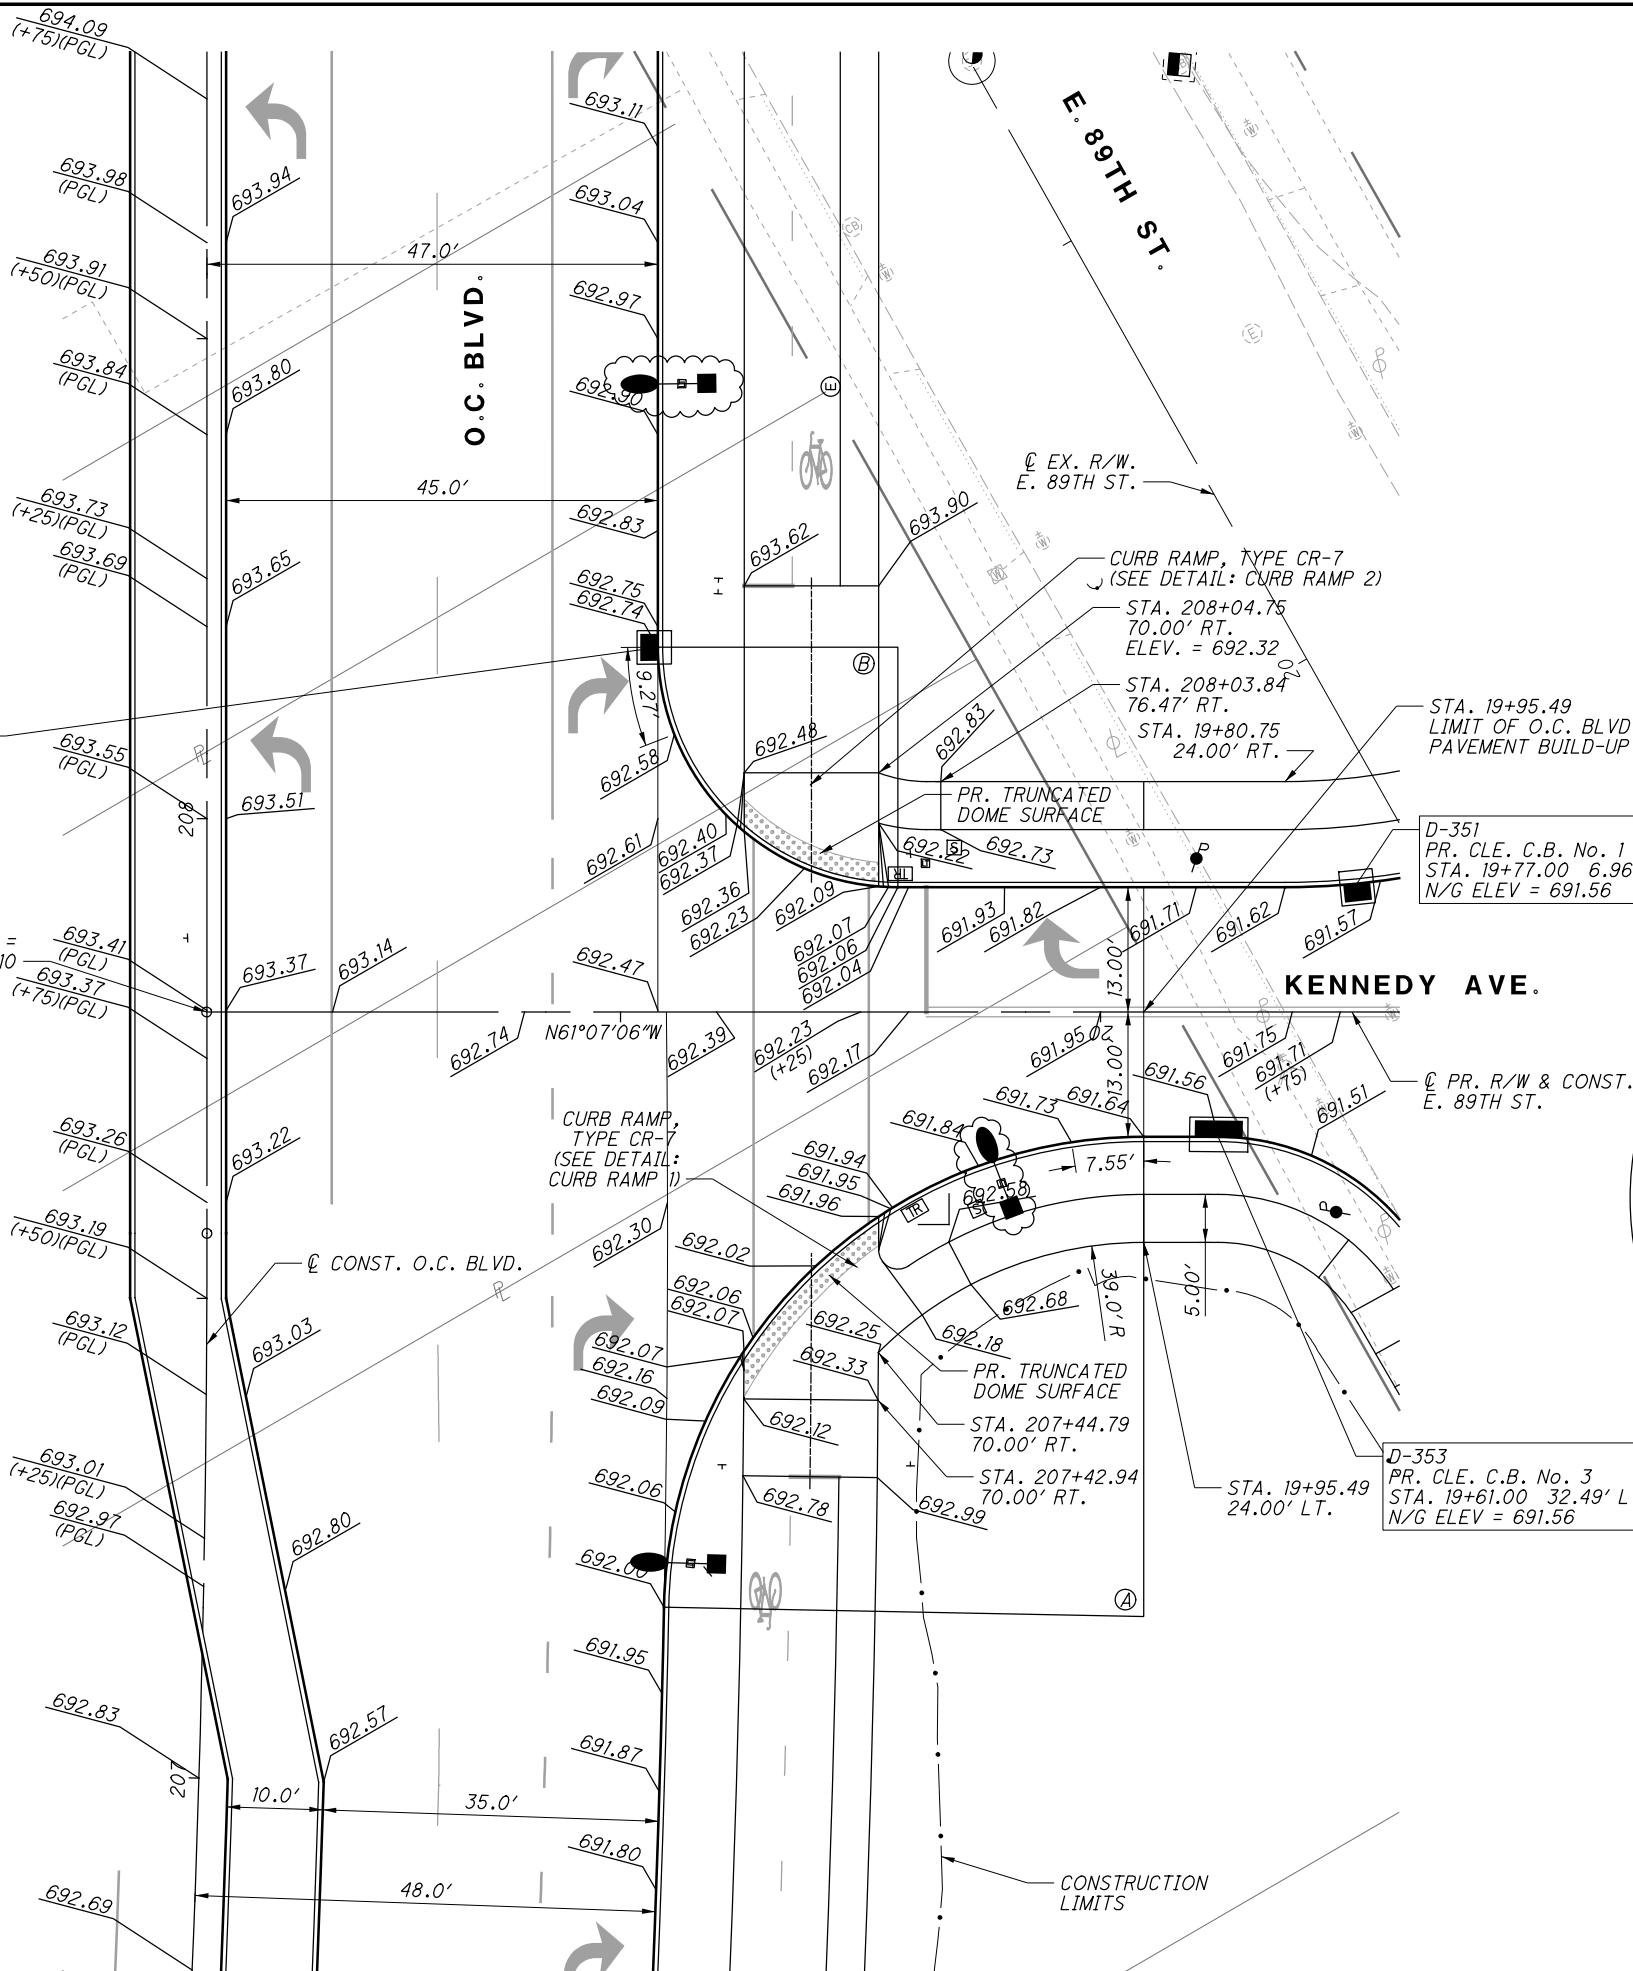 694.09
(+75)(PGL)
693.98
(PGL)
693.94
693.91
(+50)(PGL)
693.84
(PGL)
693.80
693.73
(+25)(PGL)
693.69
(PGL)
693.65
693.55
(PGL)
208
693.51
693.41
(PGL)
=
10
693.37
(+75)(PGL)
693.37
693.14
693.26
(PGL)
693.22
693.19
(+50)(PGL)
℄ CONST. O.C. BLVD.
693.12
(PGL)
693.03
693.01
(+25)(PGL)
692.97
(PGL)
692.80
692.83
692.57
207
10.0'
35.0'
48.0'
692.69
47.0'
O.C. BLVD.
45.0'
693.11
693.04
692.97
692.90
692.83
692.75
692.74
9.27'
692.58
692.61
692.40
692.37
692.36
692.23
692.09
692.07
692.06
692.04
692.47
692.74
N61°07'06"W
692.39
692.23
(+25)
692.17
E. 89TH ST.
CB
W
E
℄ EX. R/W.
E. 89TH ST.
693.90
693.62
CURB RAMP, TYPE CR-7
(SEE DETAIL: CURB RAMP 2)
STA. 208+04.75
70.00' RT.
ELEV. = 692.32
20
STA. 208+03.84
76.47' RT.
STA. 19+80.75
24.00' RT.
B
692.48
692.83
PR. TRUNCATED
DOME SURFACE
692.22
S
692.73
TR
P
STA. 19+95.49
LIMIT OF O.C. BLVD
PAVEMENT BUILD-UP
D-351
PR. CLE. C.B. No. 1
STA. 19+77.00 6.96
N/G ELEV = 691.56
691.93
691.82
691.71
691.62
691.57
13.00'
KENNEDY AVE.
691.95
20
13.00'
691.75
691.71
(+75)
691.56
691.51
℄ PR. R/W & CONST.
E. 89TH ST.
CURB RAMP,
TYPE CR-7
(SEE DETAIL:
CURB RAMP 1)
691.73
691.64
691.84
691.94
691.95
691.96
7.55'
692.58
TR
S
P
692.30
692.02
692.06
692.07
692.07
692.16
692.09
692.25
692.33
692.18
692.68
39.0' R
5.00'
PR. TRUNCATED
DOME SURFACE
692.12
STA. 207+44.79
70.00' RT.
STA. 207+42.94
70.00' RT.
692.06
692.78
692.99
STA. 19+95.49
24.00' LT.
D-353
PR. CLE. C.B. No. 3
STA. 19+61.00 32.49' L
N/G ELEV = 691.56
692.00
A
691.95
691.87
691.80
CONSTRUCTION
LIMITS